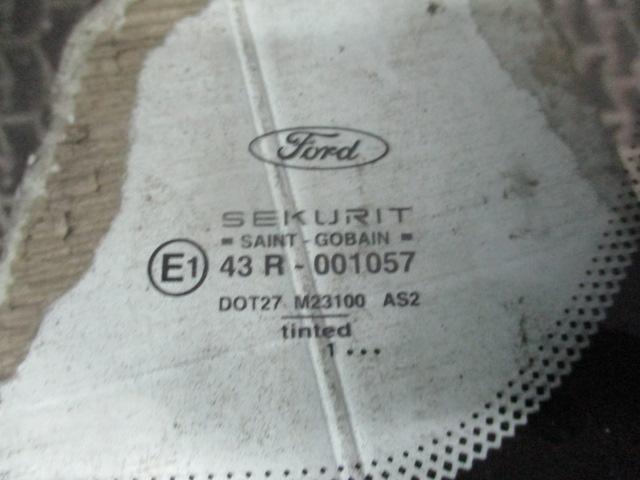 Ford
SEKURIT
= SAINT - GOBAIN =
E1 43 R - 001057
DOT27 M23100 AS2
tinted
1 •••